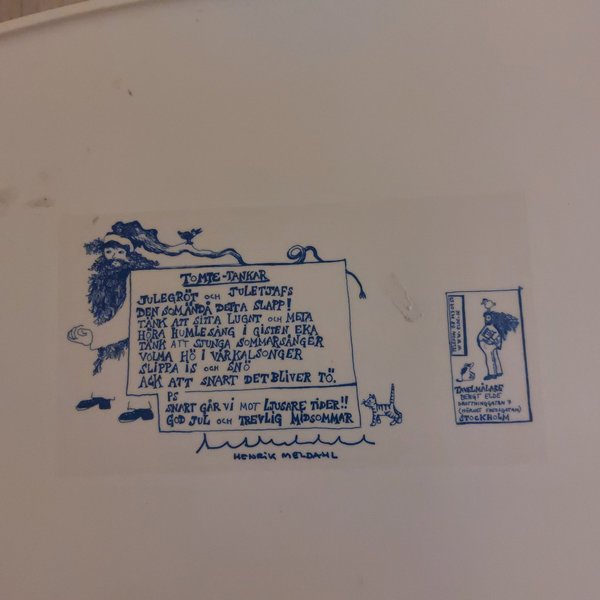 TOMTE-TANKAR
JULEGRÖT OCH JULETJAFS
DEN SOM ÄNDÅ DETTA SLAPP!
TÄNK ATT SITTA LUGNT OCH META
HÖRA HUMLESÅNG I GISTEN EKA
TÄNK ATT SJUNGA SOMMARSÅNGER
VOLMA HÖ I VÅRKALSONGER
SLIPPA IS OCH SNÖ
ACK ATT SNART DET BLIVER TÖ.
PS
SNART GÅR VI MOT LJUSARE TIDER!!
GOD JUL OCH TREVLIG MIDSOMMAR
HENRIK MELDAHL
TAVELMÅLARE
BENGT ELDE
DROTTNINGGATAN 7
STOCKHOLM